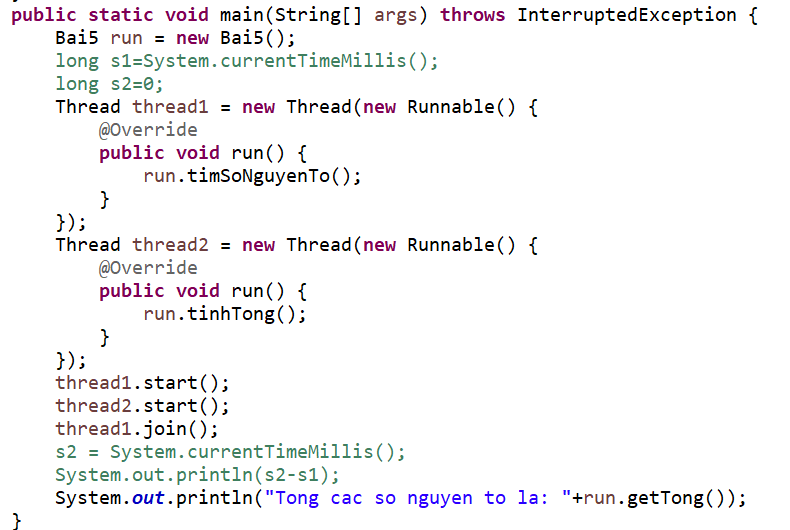 public static void main(String[] args) throws InterruptedException {
Bai5 run = new Bai5();
long s1=System.currentTimeMillis();
long s2=0;
Thread thread1 = new Thread(new Runnable() {
@Override
public void run() {
run.timSoNguyenTo();
}
});
Thread thread2 = new Thread(new Runnable() {
@Override
public void run() {
run.tinhTong();
}
});
thread1.start();
thread2.start();
thread1.join();
s2 = System.currentTimeMillis();
System.out.println(s2-s1);
System.out.println("Tong cac so nguyen to la: "+run.getTong());
}